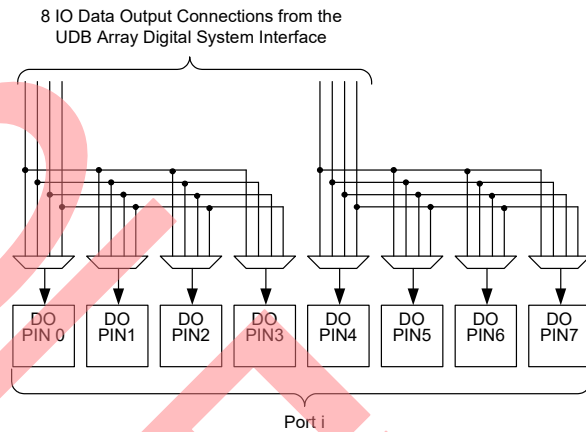 8 IO Data Output Connections from the
UDB Array Digital System Interface
DO
PIN 0
DO
PIN1
DO
PIN2
DO
PIN3
DO
PIN4
DO
PIN5
DO
PIN6
DO
PIN7
Port i